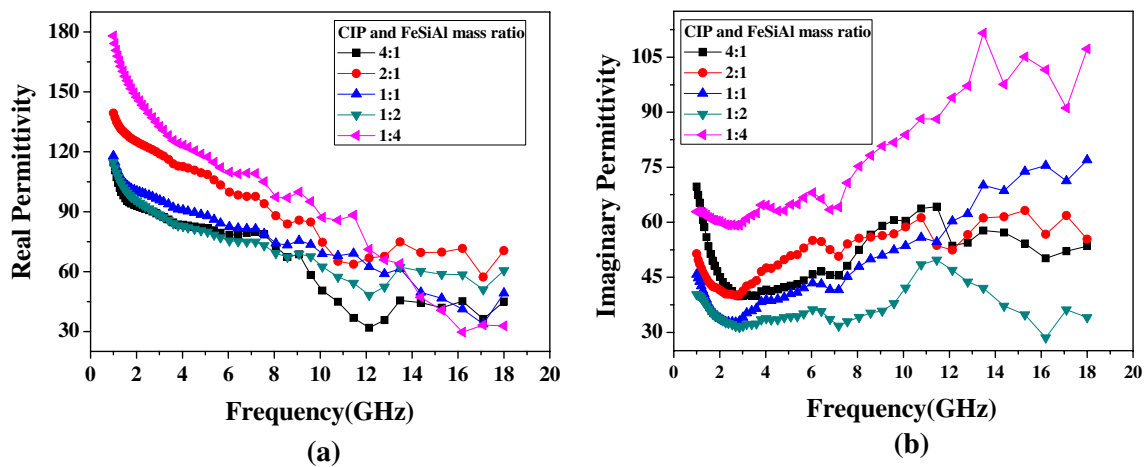 CIP and FeSiAl mass ratio
4:1
2:1
1:1
1:2
1:4
Real Permittivity
180
150
120
90
60
30
0 2 4 6 8 10 12 14 16 18 20
Frequency(GHz)
(a)
CIP and FeSiAl mass ratio
4:1
2:1
1:1
1:2
1:4
Imaginary Permittivity
105
90
75
60
45
30
0 2 4 6 8 10 12 14 16 18 20
Frequency(GHz)
(b)